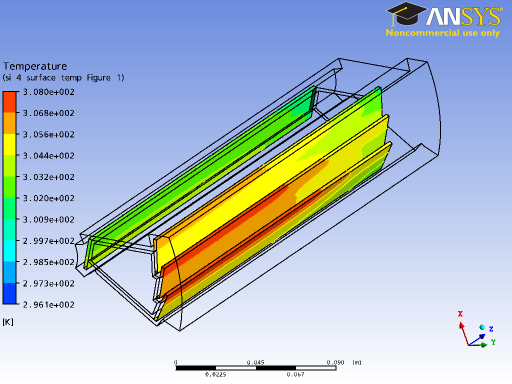 ANSYS
Noncommercial use only
Temperature
(si 4 surface temp Figure 1)
3.080e+002
3.068e+002
3.056e+002
3.044e+002
3.032e+002
3.020e+002
3.009e+002
2.997e+002
2.985e+002
2.973e+002
2.961e+002
[K]
X
Z
Y
0 0.045 0.090 (m)
0.0225 0.067